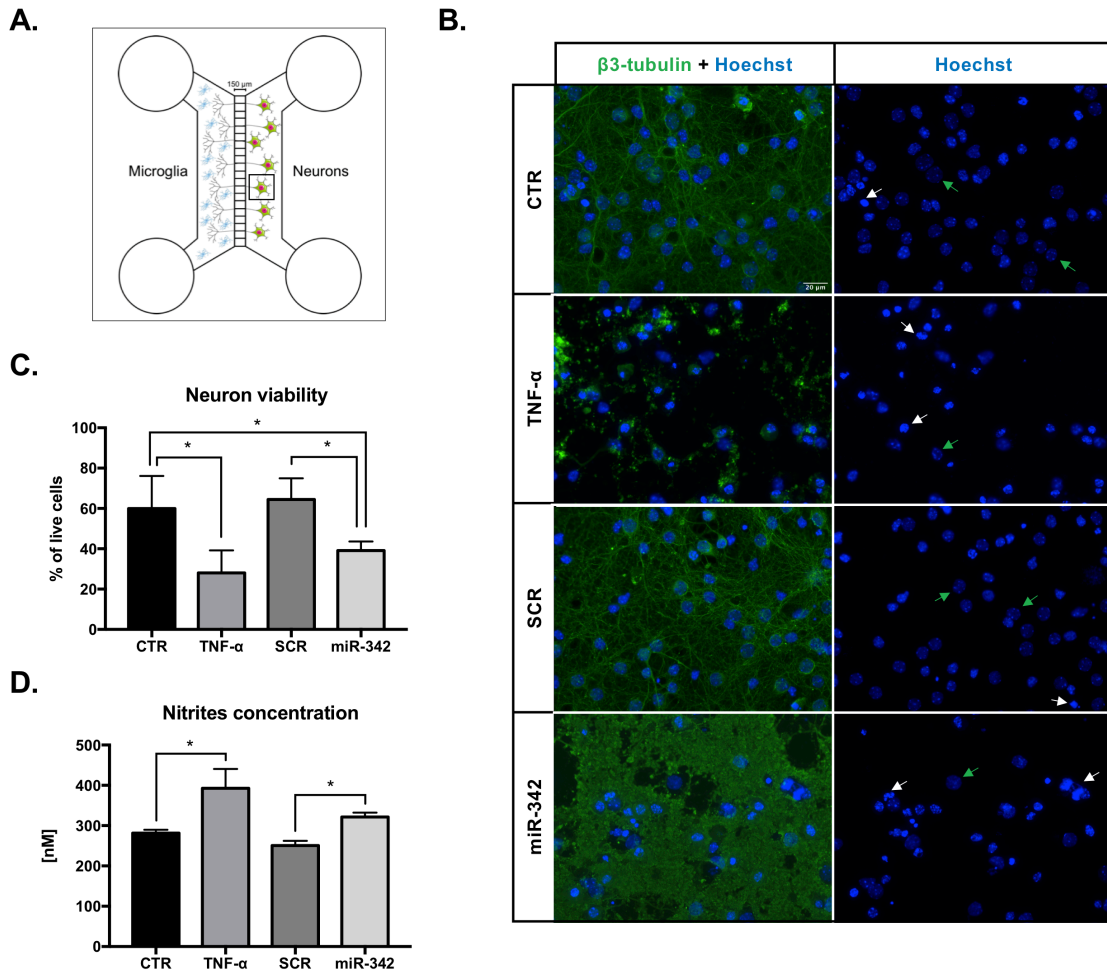 A.
150 µm
Microglia
Neurons
B.
β3-tubulin + Hoechst
Hoechst
CTR
20 µm
TNF-α
SCR
miR-342
C.
Neuron viability
% of live cells
100
80
60
40
20
0
*
*
*
CTR
TNF-α
SCR
miR-342
D.
Nitrites concentration
[nM]
500
400
300
200
100
0
*
*
CTR
TNF-α
SCR
miR-342